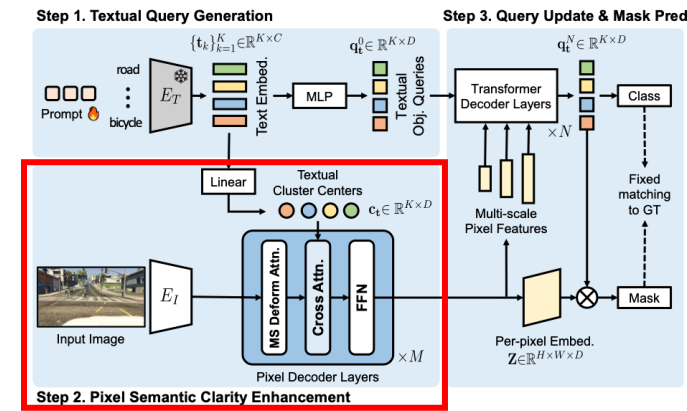 Step 1. Textual Query Generation
Step 3. Query Update & Mask Pred
{t_k}_{k=1}^K∈ℝ^{K×C}
q_t^0∈ ℝ^{K×D}
q_t^N∈ ℝ^{K×D}
road
Prompt
bicycle
E_T
Text Embed.
MLP
Textual
Obj. Queries
Transformer
Decoder Layers
×N
Class
Linear
Textual
Cluster Centers
c_t∈ ℝ^{K×D}
Multi-scale
Pixel Features
Fixed
matching
to GT
Input Image
E_I
MS Deform Attn.
Cross Attn.
FFN
×M
Pixel Decoder Layers
Per-pixel Embed.
Z∈ℝ^{H×W×D}
Mask
Step 2. Pixel Semantic Clarity Enhancement